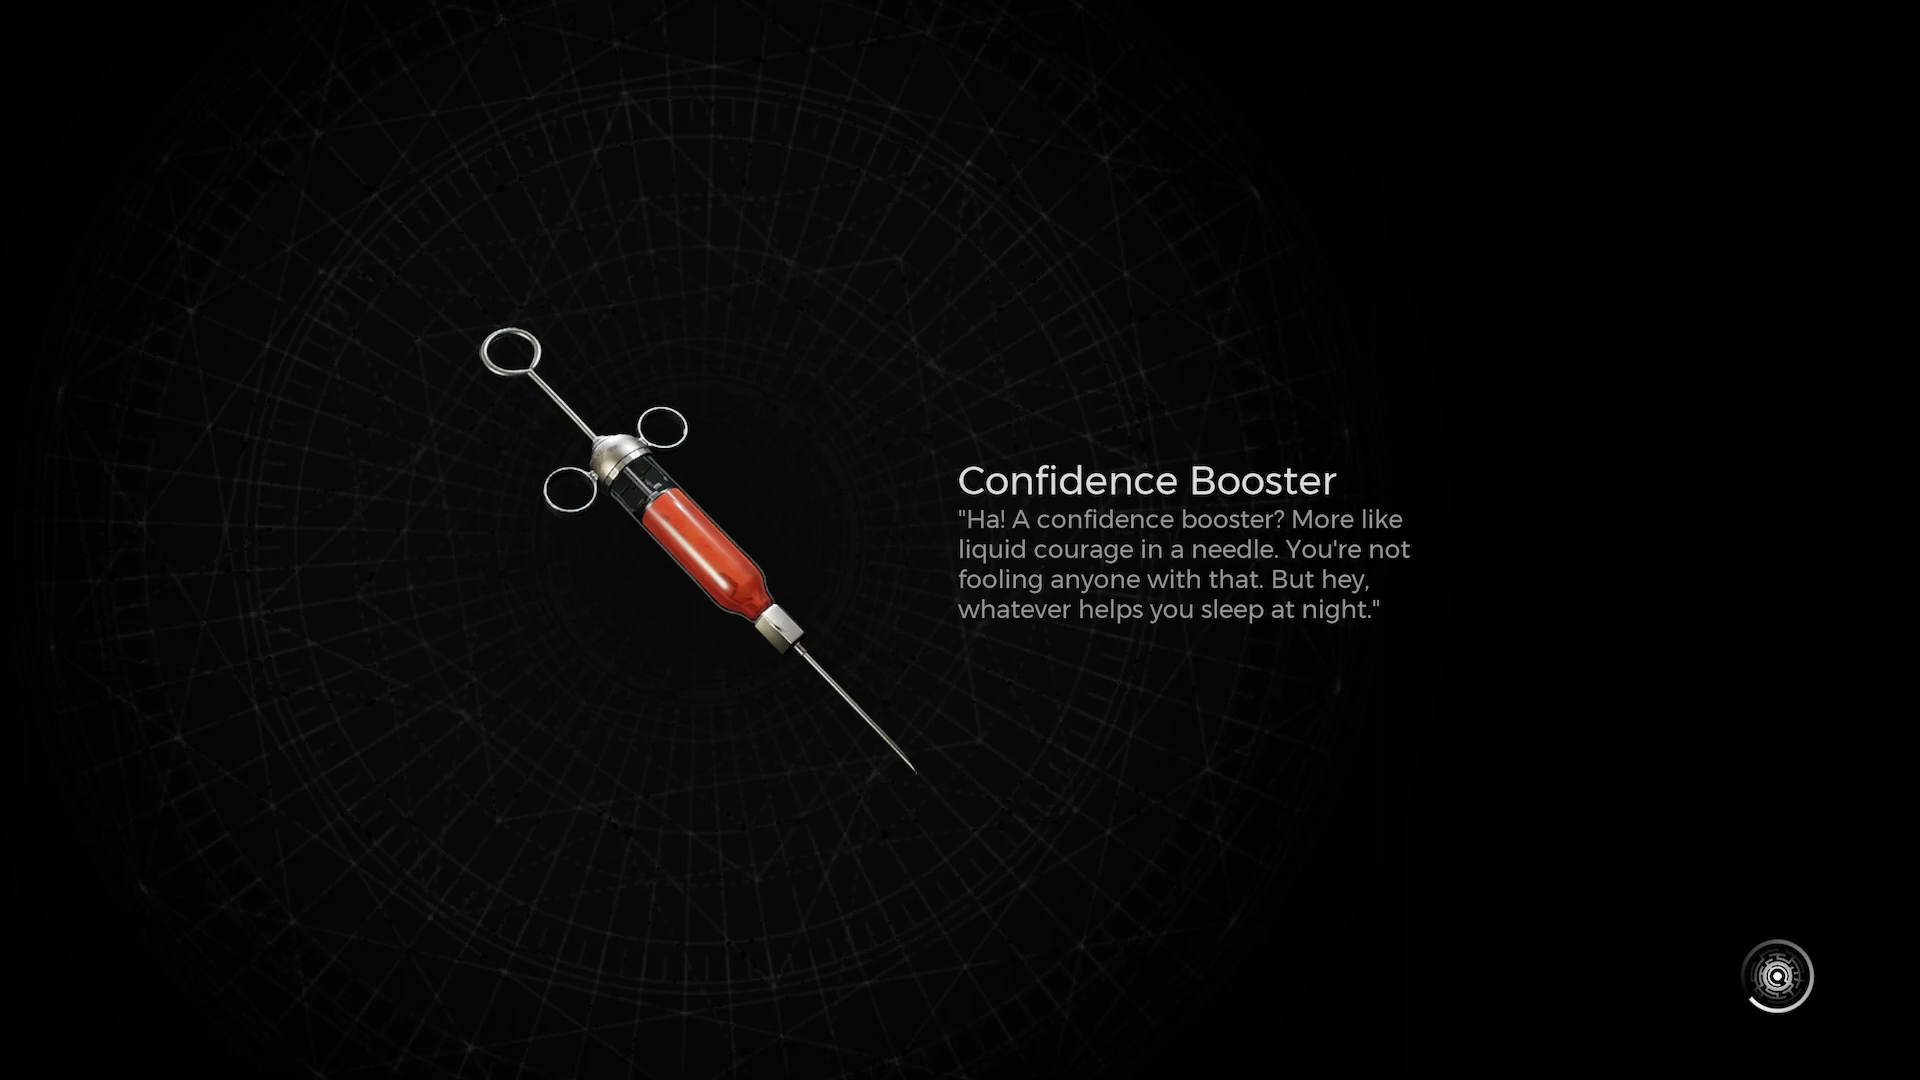 Confidence Booster
"Ha! A confidence booster? More like
liquid courage in a needle. You're not
fooling anyone with that. But hey,
whatever helps you sleep at night."